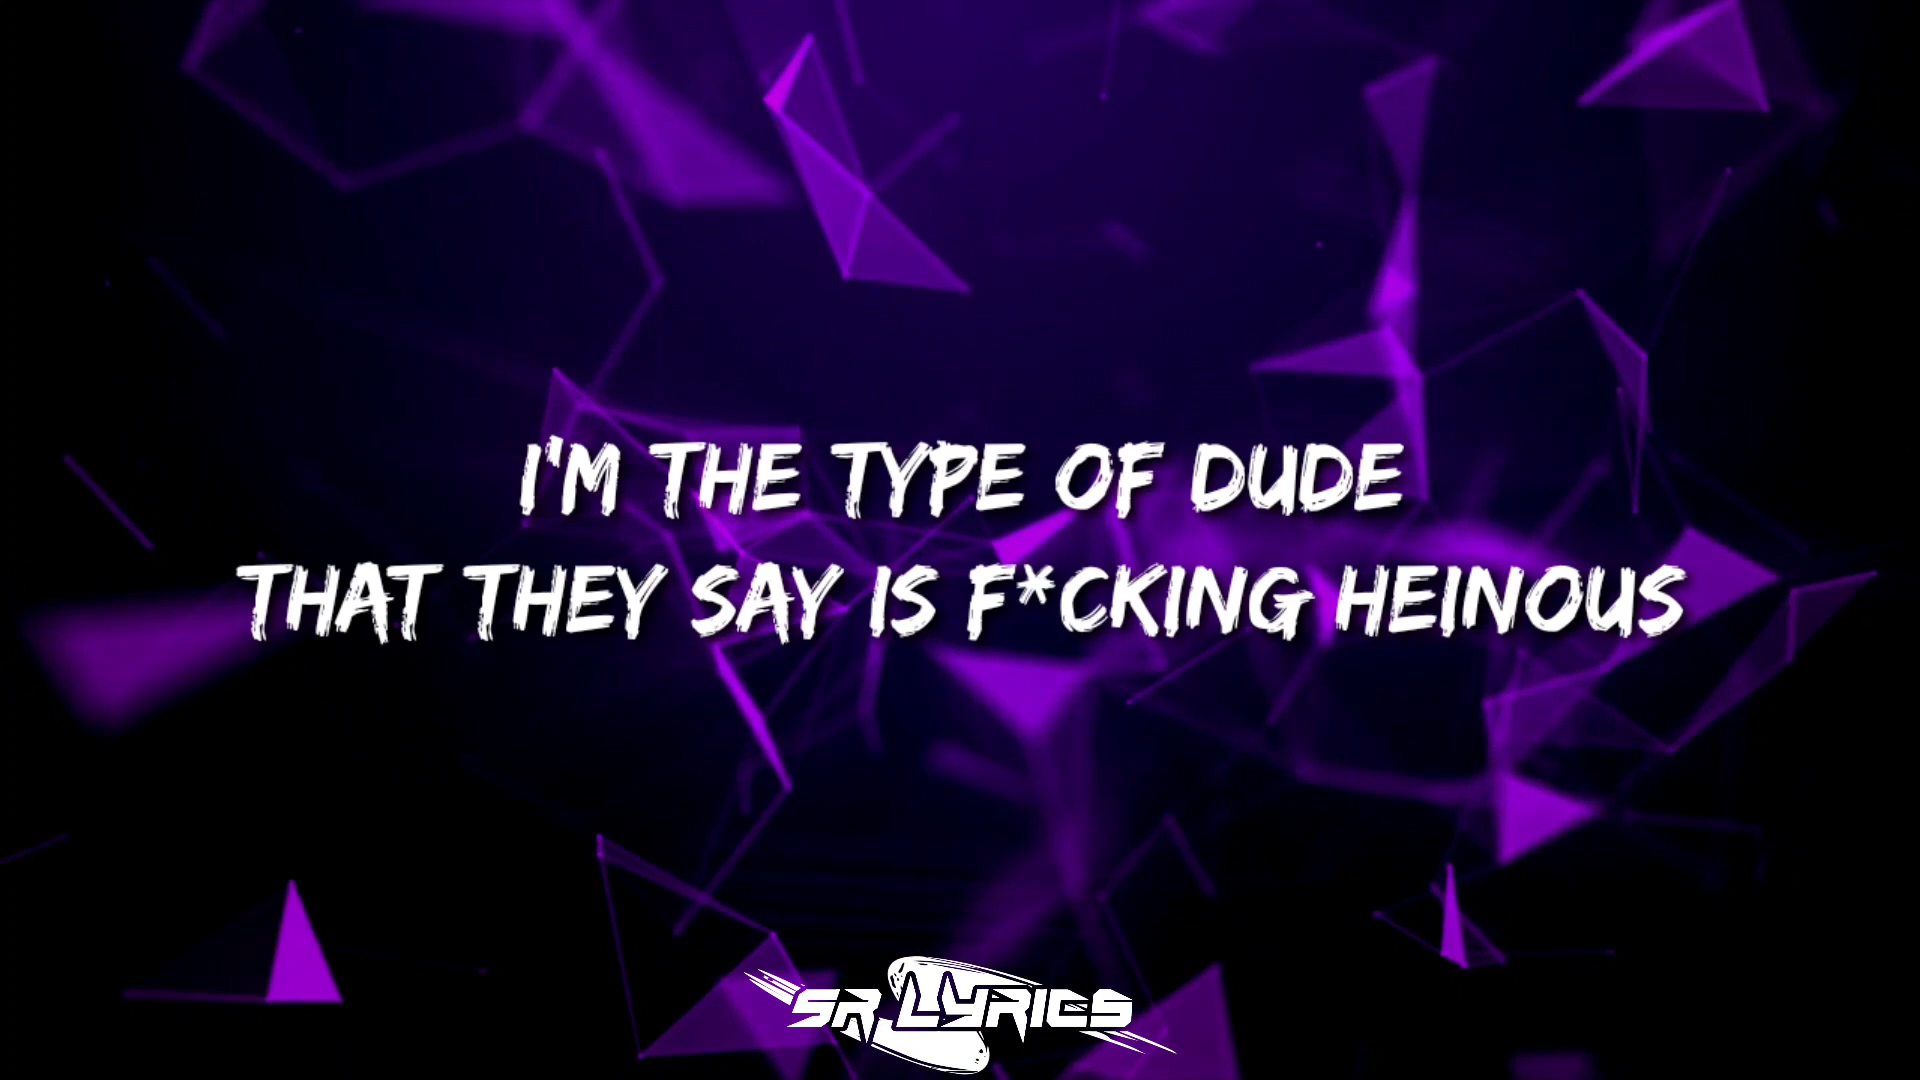 I'M THE TYPE OF DUDE
THAT THEY SAY IS F*CKING HEINOUS
SR LYRICS